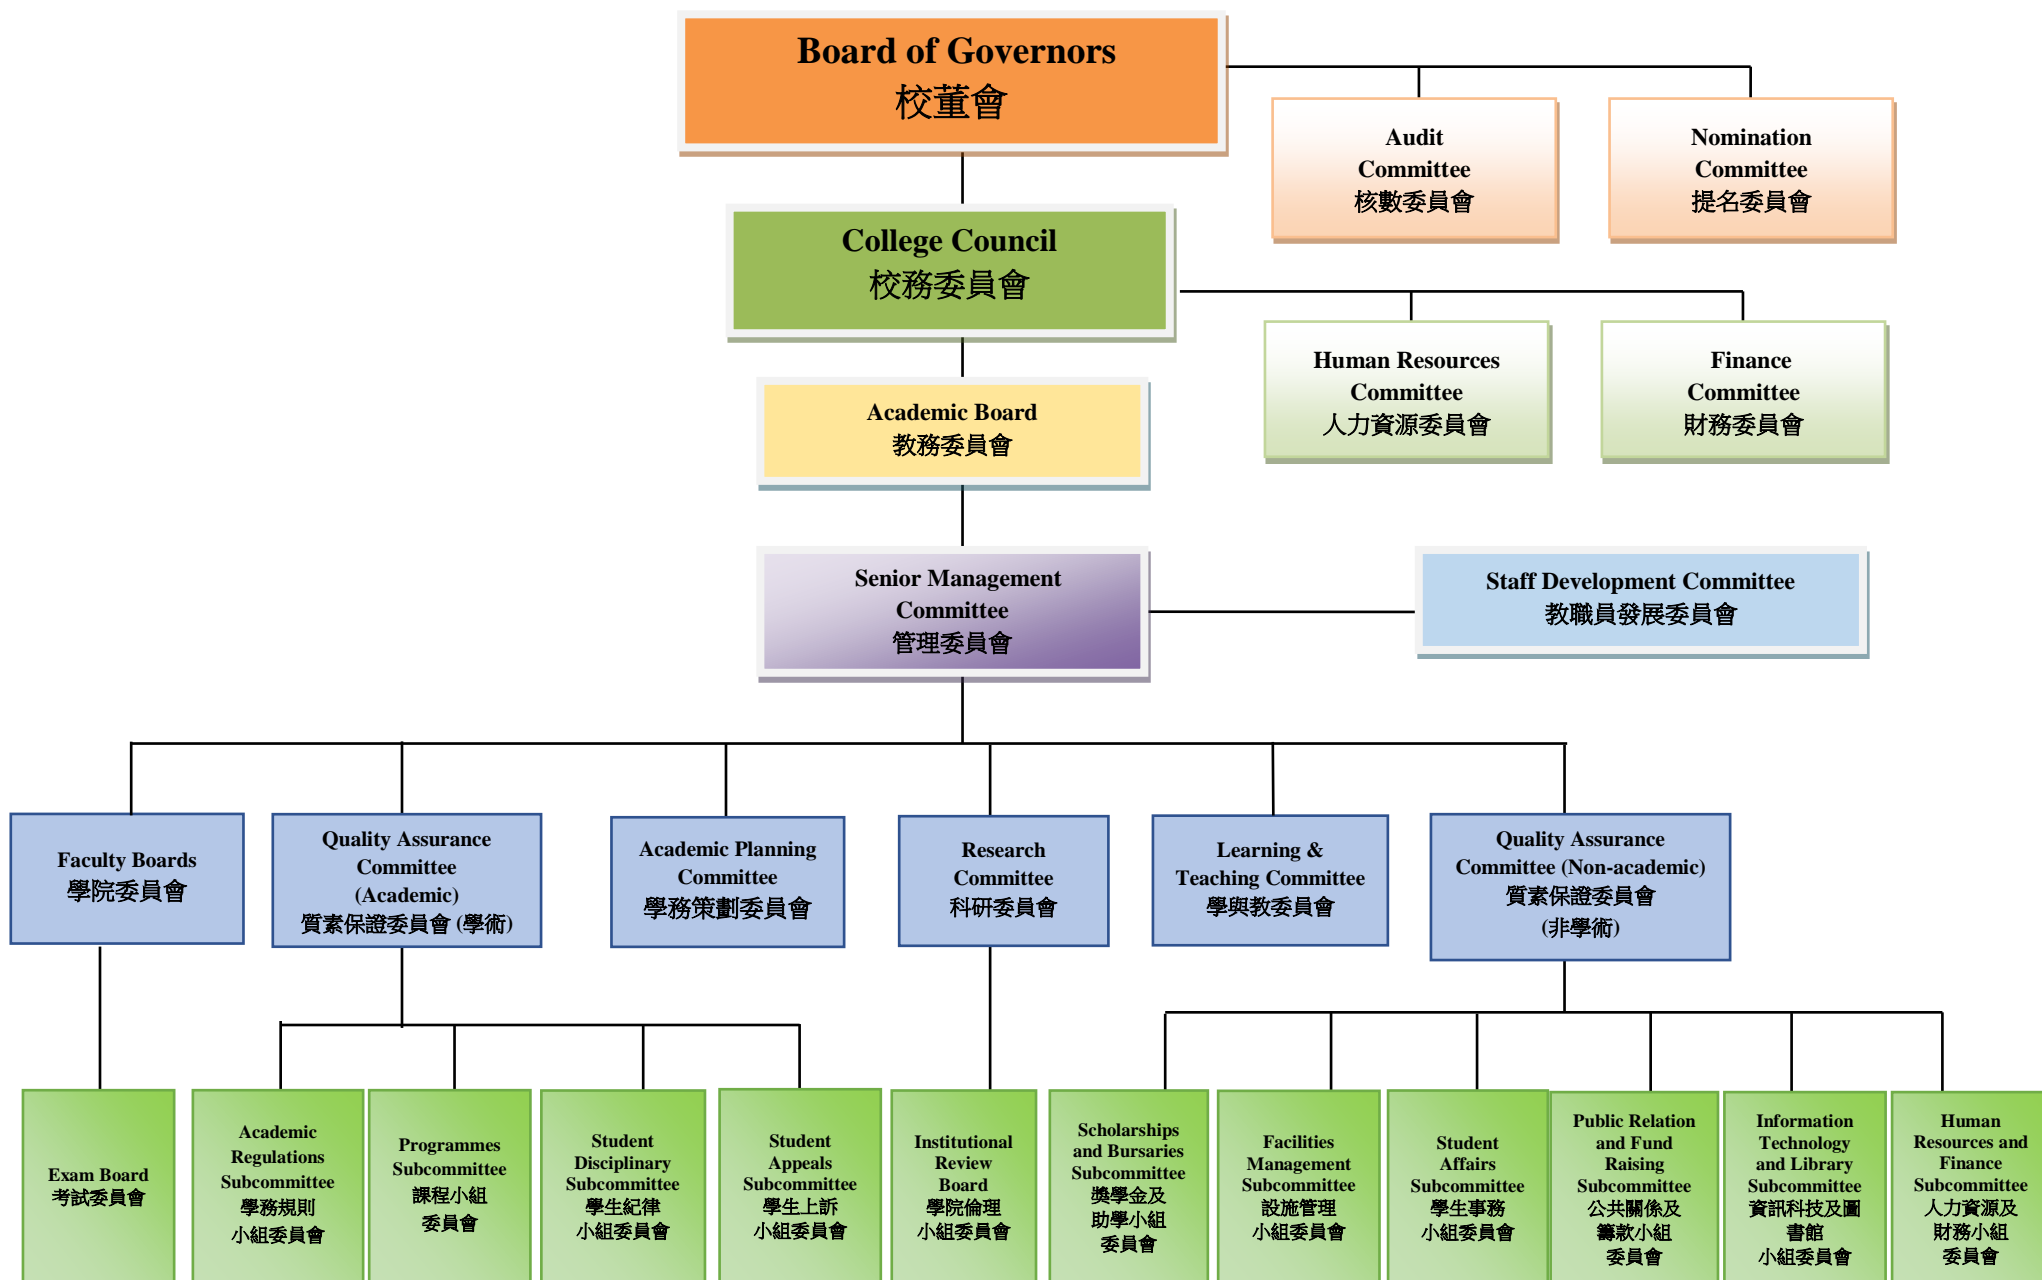 Board of Governors
校董會
Audit
Committee
核數委員會
Nomination
Committee
提名委員會
College Council
校務委員會
Human Resources
Committee
人力資源委員會
Finance
Committee
財務委員會
Academic Board
教務委員會
Senior Management
Committee
管理委員會
Staff Development Committee
教職員發展委員會
Faculty Boards
學院委員會
Quality Assurance
Committee
(Academic)
質素保證委員會 (學術)
Academic Planning
Committee
學務策劃委員會
Research
Committee
科研委員會
Learning &
Teaching Committee
學與教委員會
Quality Assurance
Committee (Non-academic)
質素保證委員會
(非學術)
Exam Board
考試委員會
Academic
Regulations
Subcommittee
學務規則
小組委員會
Programmes
Subcommittee
課程小組
委員會
Student
Disciplinary
Subcommittee
學生紀律
小組委員會
Student
Appeals
Subcommittee
學生上訴
小組委員會
Institutional
Review
Board
學院倫理
小組委員會
Scholarships
and Bursaries
Subcommittee
獎學金及
助學小組
委員會
Facilities
Management
Subcommittee
設施管理
小組委員會
Student
Affairs
Subcommittee
學生事務
小組委員會
Public Relation
and Fund
Raising
Subcommittee
公共關係及
籌款小組
委員會
Information
Technology
and Library
Subcommittee
資訊科技及圖
書館
小組委員會
Human
Resources and
Finance
Subcommittee
人力資源及
財務小組
委員會